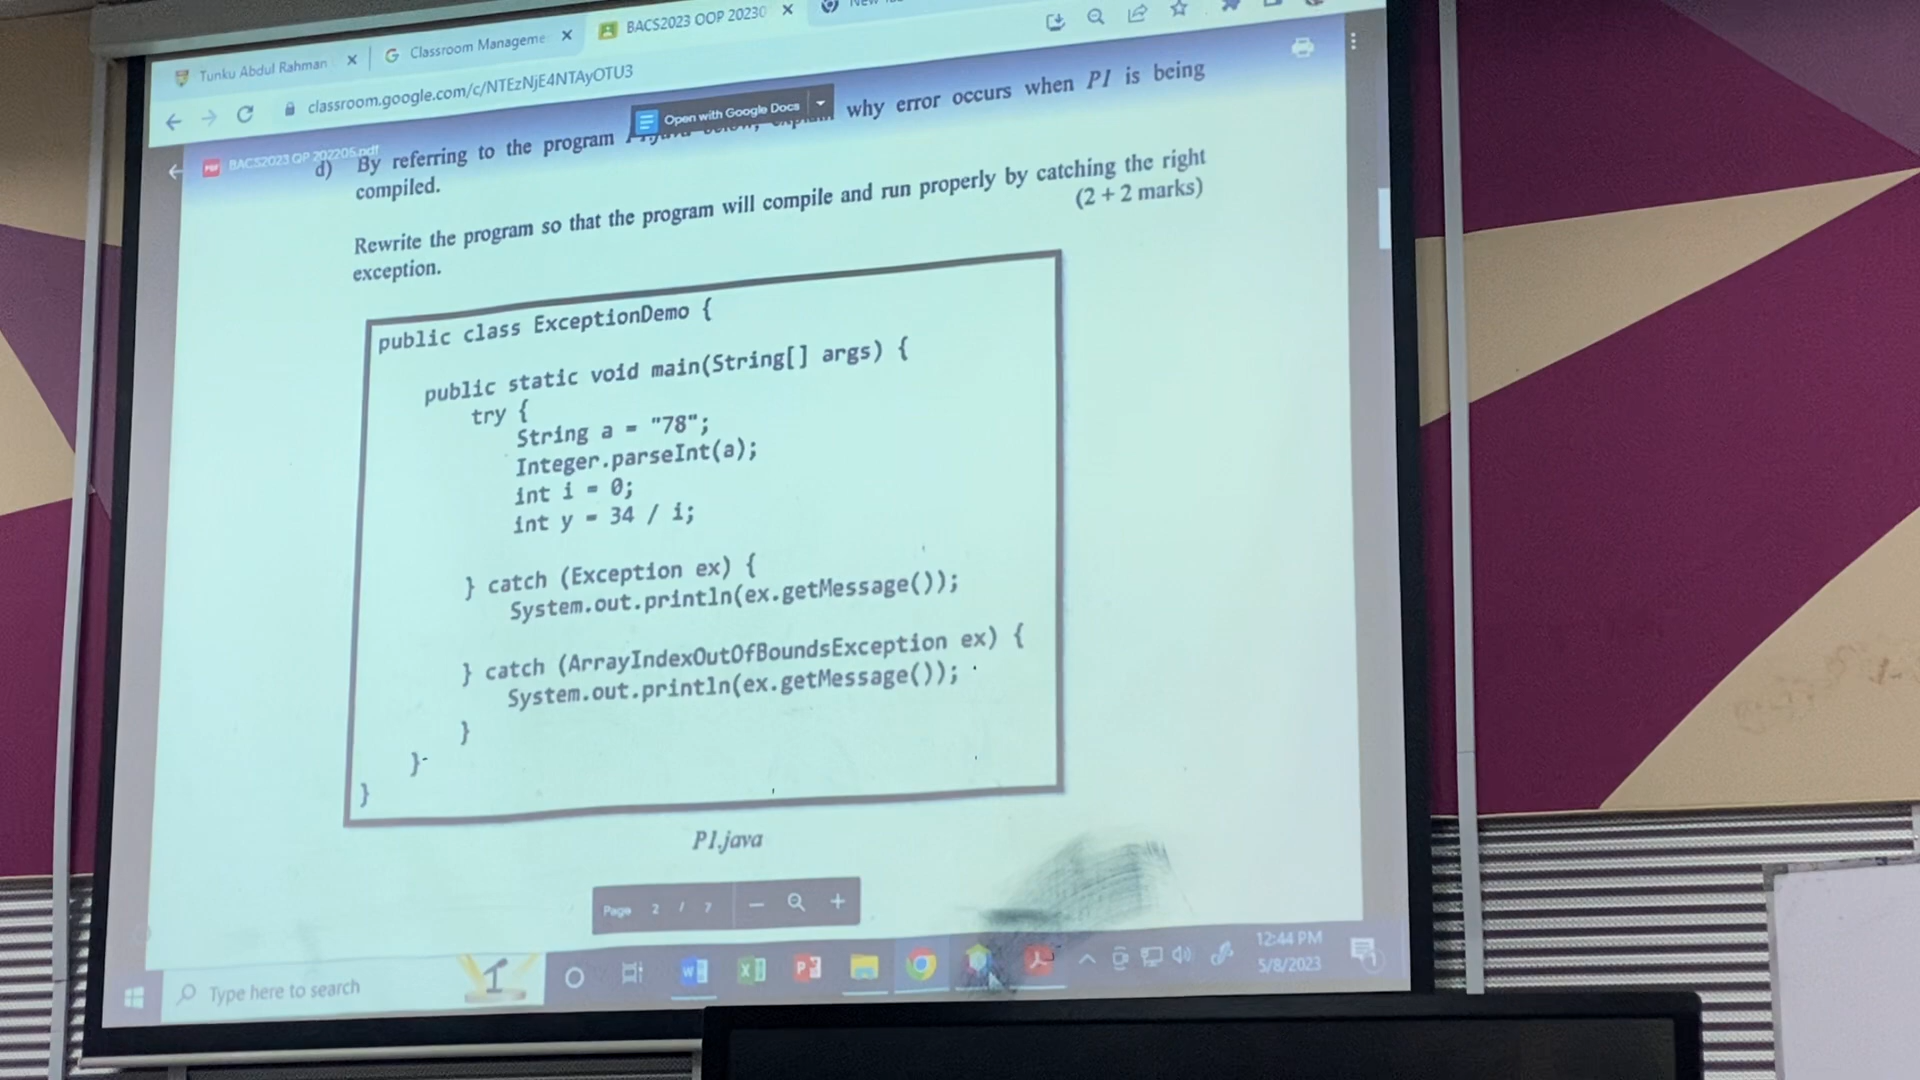 Tunku Abdul Rahman
Classroom Manageme
BACS2023 OOP 20230
classroom.google.com/c/NTEzNjE4NTAyOTU3
BACS2023 QP 202205.pdf
Open with Google Docs
d) By referring to the program why error occurs when P1 is being
compiled.
Rewrite the program so that the program will compile and run properly by catching the right
exception.
(2 + 2 marks)
public class ExceptionDemo {
public static void main(String[] args) {
try {
String a = "78";
Integer.parseInt(a);
int i = 0;
int y = 34 / i;
} catch (Exception ex) {
System.out.println(ex.getMessage());
} catch (ArrayIndexOutOfBoundsException ex) {
System.out.println(ex.getMessage());
}
}
}
P1.java
Page 2 / 7
Type here to search
12:44 PM
5/8/2023